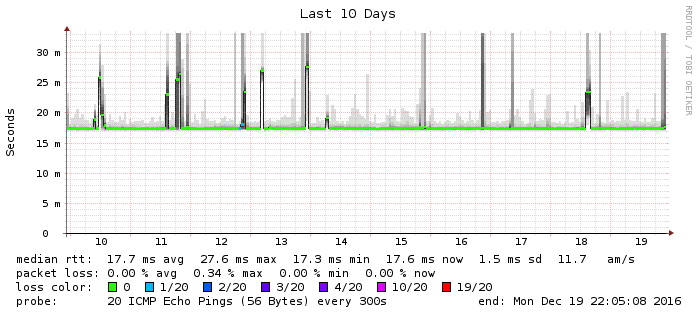 Last 10 Days
RRDTOOL / TOBI OETIKER
Seconds
30 m
25 m
20 m
15 m
10 m
5 m
0
10 11 12 13 14 15 16 17 18 19
median rtt: 17.7 ms avg 27.6 ms max 17.3 ms min 17.6 ms now 1.5 ms sd 11.7 am/s
packet loss: 0.00 % avg 0.34 % max 0.00 % min 0.00 % now
loss color: 0 1/20 2/20 3/20 4/20 10/20 19/20
probe: 20 ICMP Echo Pings (56 Bytes) every 300s end: Mon Dec 19 22:05:08 2016